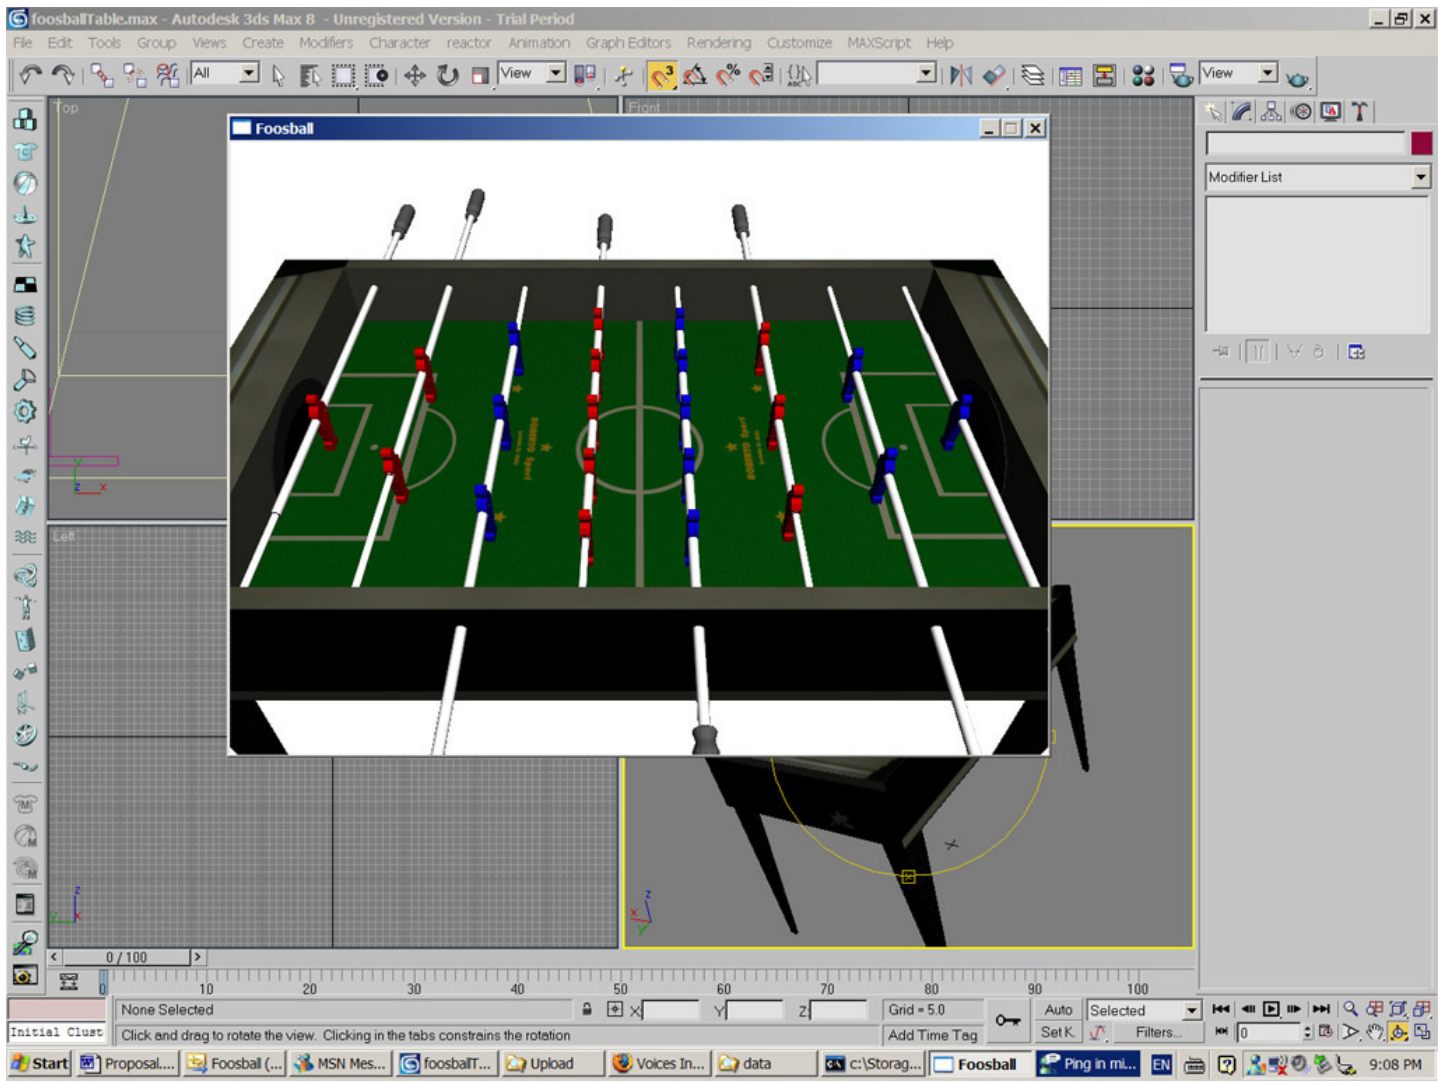 foosballTable.max - Autodesk 3ds Max 8 - Unregistered Version - Trial Period
File Edit Tools Group Views Create Modifiers Character reactor Animation Graph Editors Rendering Customize MAXScript Help
All View View
Top Front
Foosball
Modifier List
ROBERTO Sport ROBERTO Sport
Left
0 / 100
0 10 20 30 40 50 60 70 80 90 100
None Selected X: Y: Z: Grid = 5.0 Auto Selected
Initial Clust Click and drag to rotate the view. Clicking in the tabs constrains the rotation Add Time Tag Set K. Filters... 0
Start Proposal.... Foosball (... MSN Mes... foosballT... Upload Voices In... data c:\Storag... Foosball Ping in mi... EN 9:08 PM